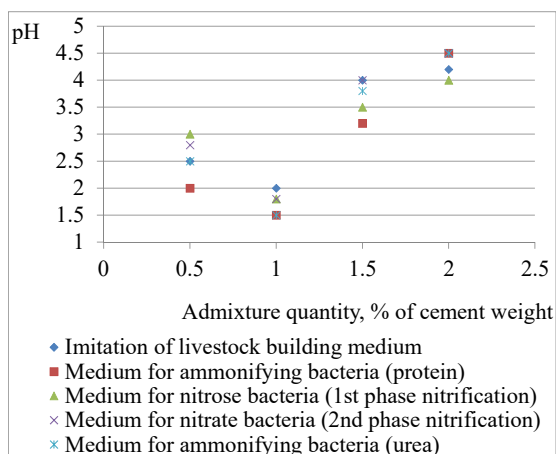 pH
5
4.5
4
3.5
3
2.5
2
1.5
1
0 0.5 1 1.5 2 2.5
Admixture quantity, % of cement weight
Imitation of livestock building medium
Medium for ammonifying bacteria (protein)
Medium for nitrose bacteria (1st phase nitrification)
Medium for nitrate bacteria (2nd phase nitrification)
Medium for ammonifying bacteria (urea)